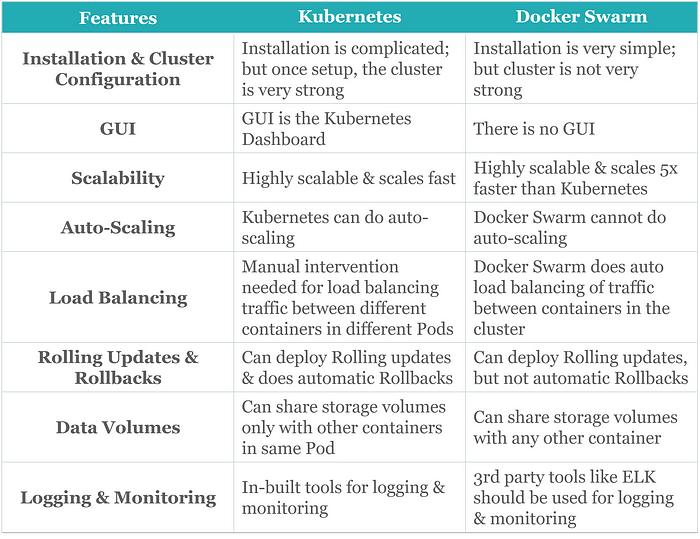 Features Kubernetes Docker Swarm
Installation & Cluster
Configuration
Installation is complicated;
but once setup, the cluster
is very strong
Installation is very simple;
but cluster is not very
strong
GUI
GUI is the Kubernetes
Dashboard
There is no GUI
Scalability
Highly scalable & scales fast
Highly scalable & scales 5x
faster than Kubernetes
Auto-Scaling
Kubernetes can do auto-
scaling
Docker Swarm cannot do
auto-scaling
Load Balancing
Manual intervention
needed for load balancing
traffic between different
containers in different Pods
Docker Swarm does auto
load balancing of traffic
between containers in the
cluster
Rolling Updates &
Rollbacks
Can deploy Rolling updates
& does automatic Rollbacks
Can deploy Rolling updates,
but not automatic Rollbacks
Data Volumes
Can share storage volumes
only with other containers
in same Pod
Can share storage volumes
with any other container
Logging & Monitoring
In-built tools for logging &
monitoring
3rd party tools like ELK
should be used for logging
& monitoring